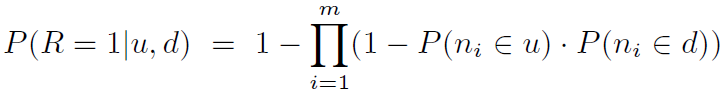 P(R = 1|u, d) = 1 − ∏_{i=1}^{m} (1 − P(n_i ∈ u) · P(n_i ∈ d))